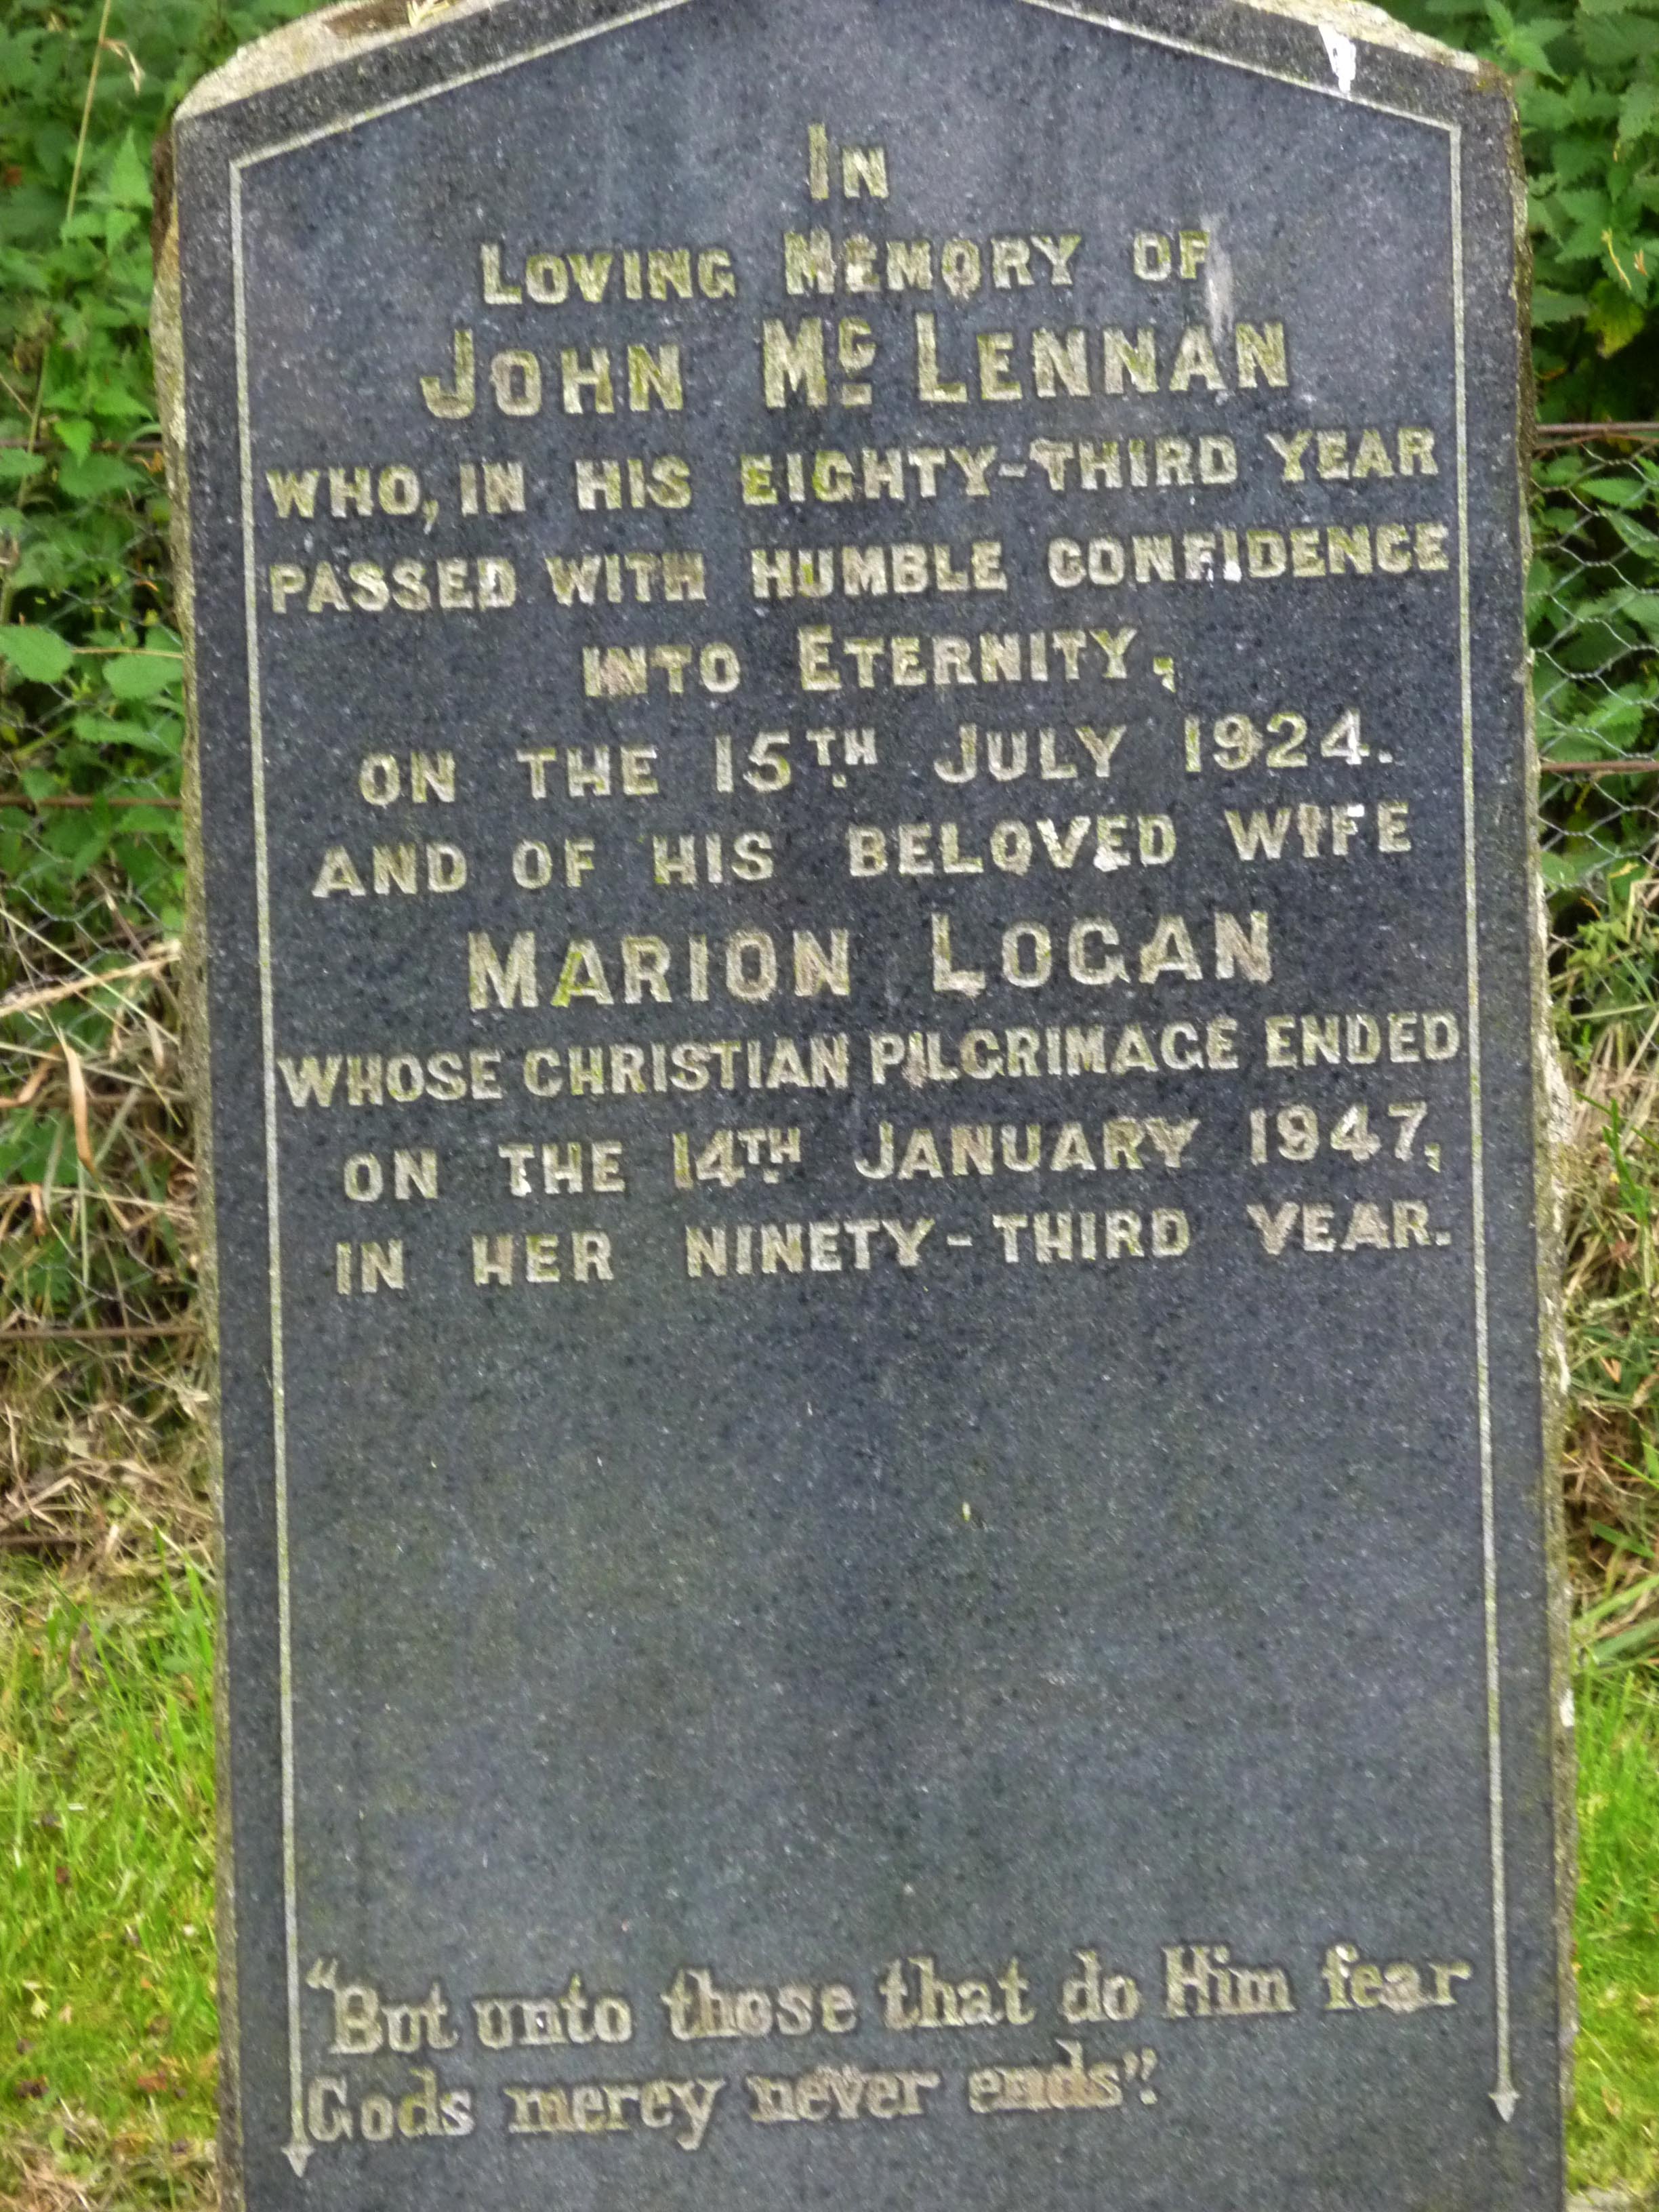 IN
LOVING MEMORY OF
JOHN McLENNAN
WHO, IN HIS EIGHTY-THIRD YEAR
PASSED WITH HUMBLE CONFIDENCE
INTO ETERNITY,
ON THE 15TH JULY 1924.
AND OF HIS BELOVED WIFE
MARION LOGAN
WHOSE CHRISTIAN PILGRIMAGE ENDED
ON THE 14TH JANUARY 1947,
IN HER NINETY-THIRD YEAR.
"But unto those that do Him fear
Gods mercy never ends".